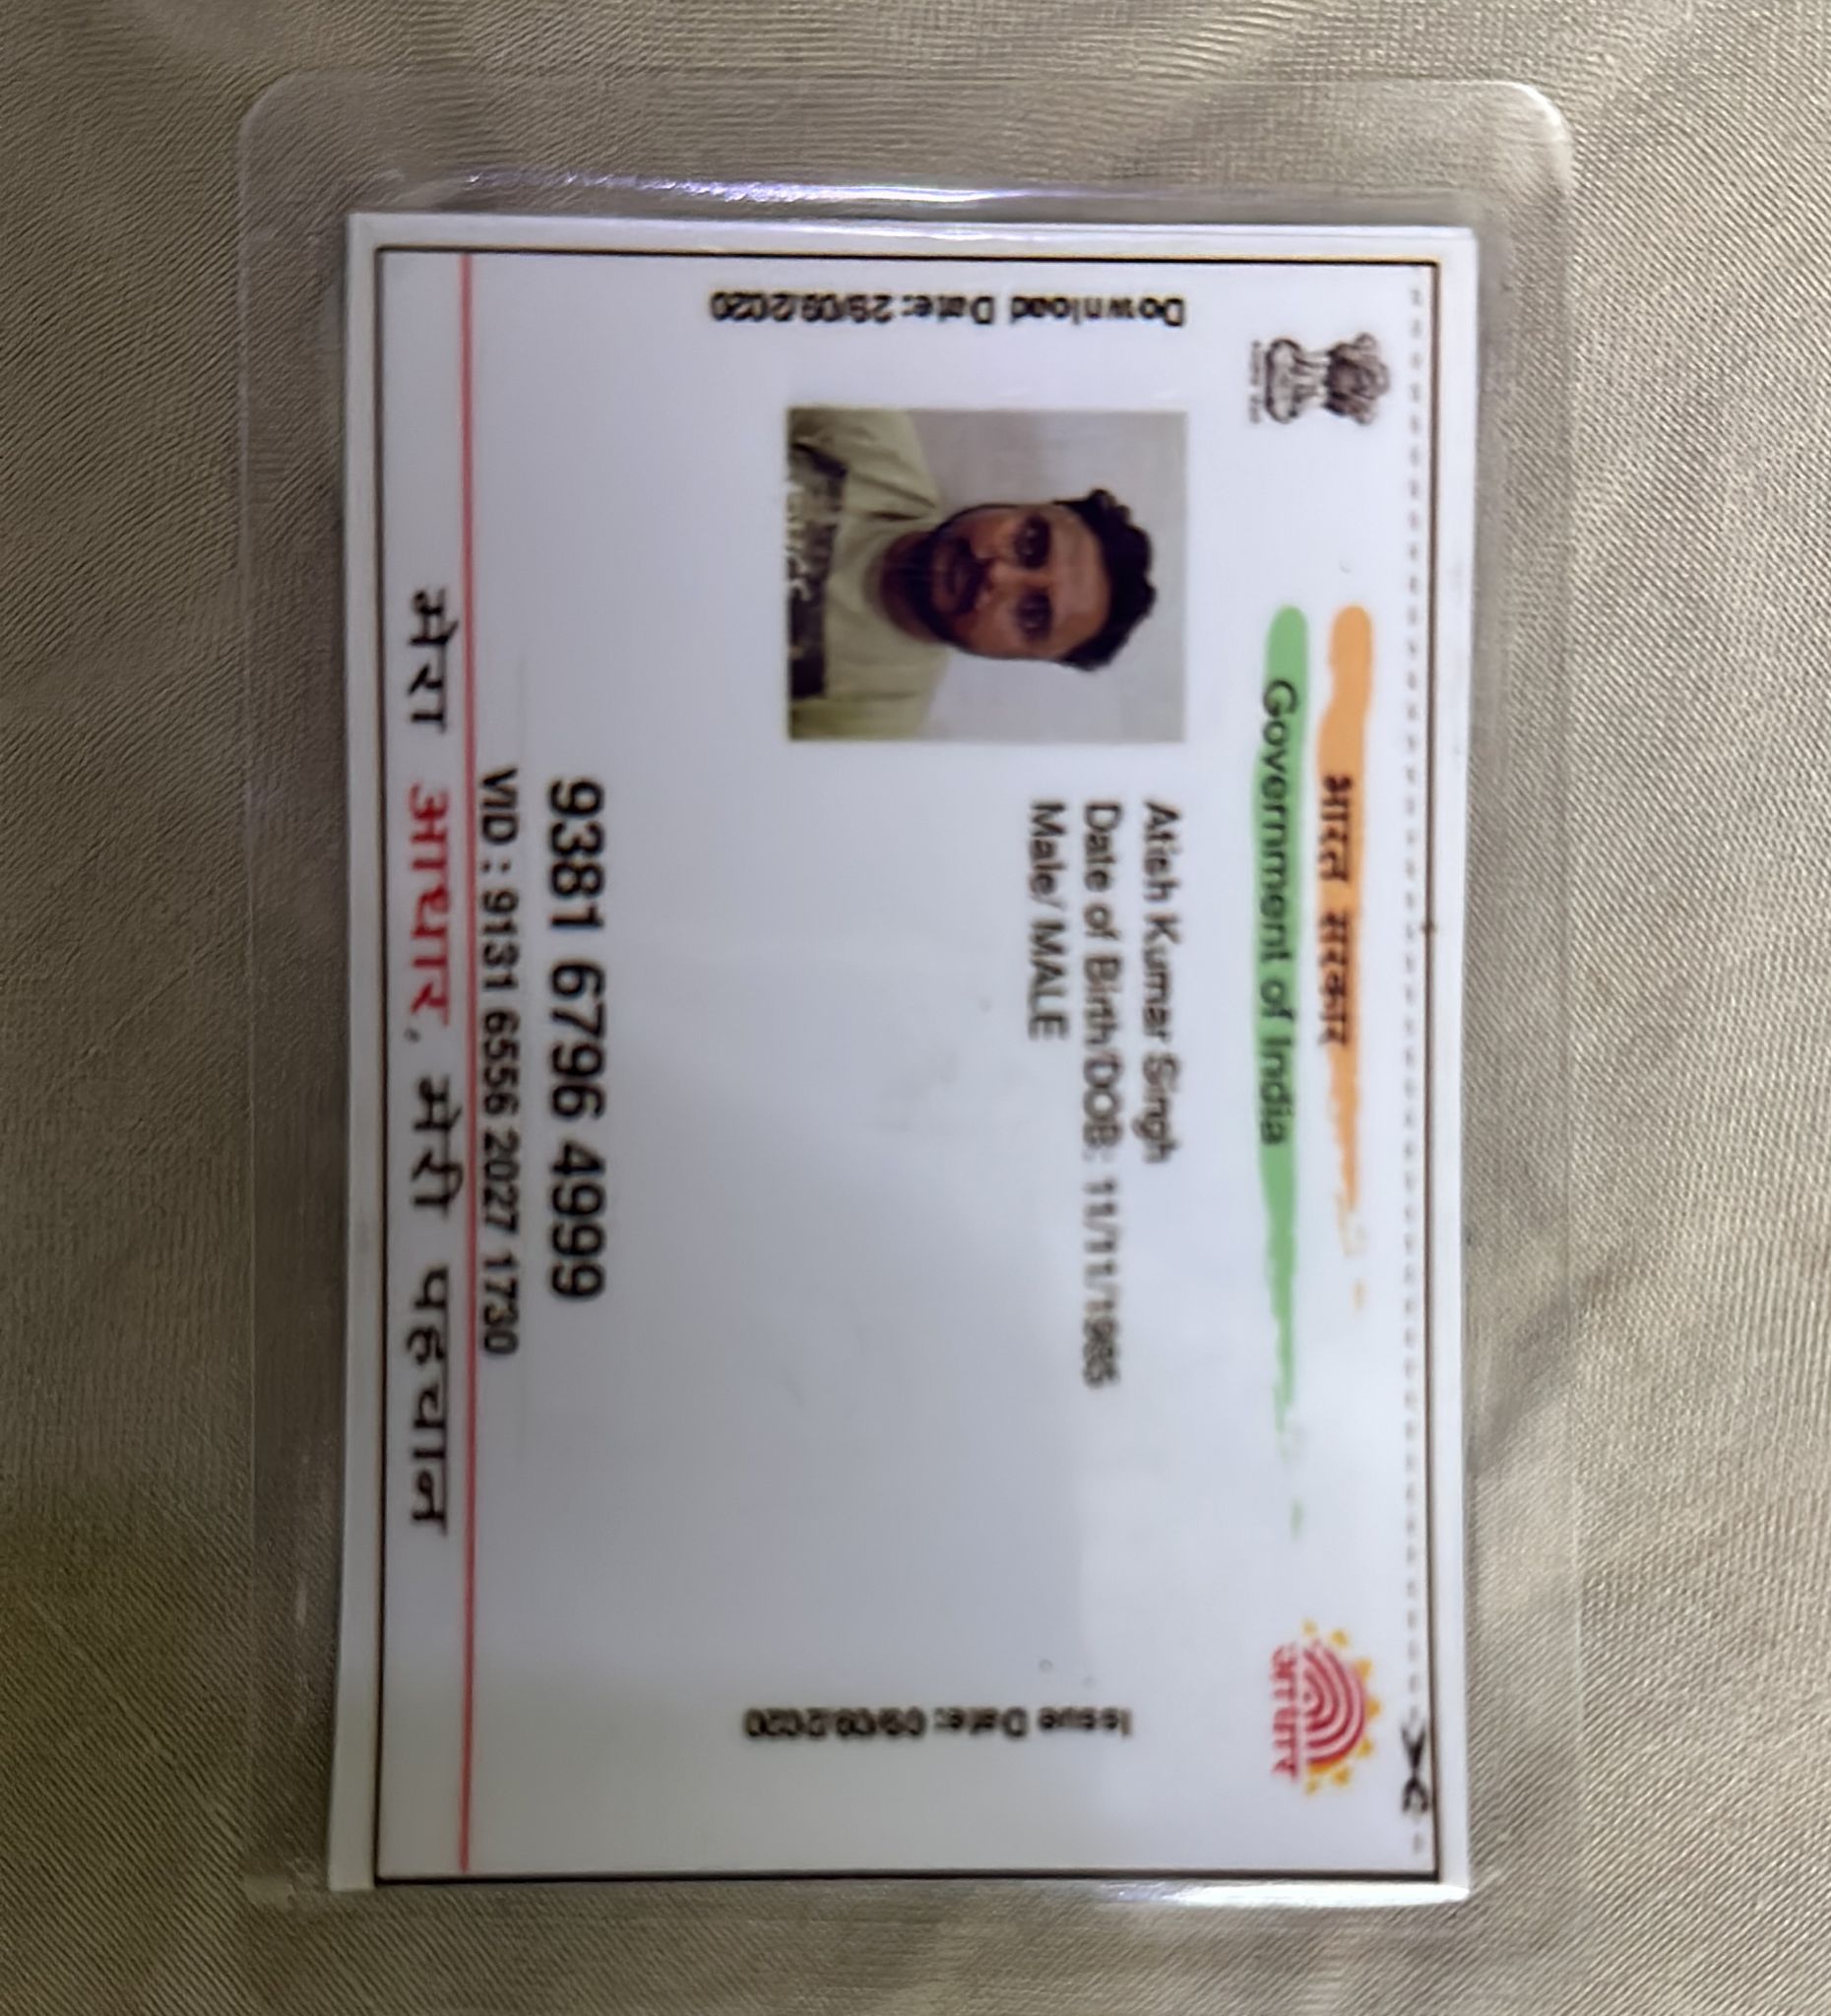 भारत सरकार
Government of India
Download Date: 29/09/2020
Atish Kumar Singh
Date of Birth/DOB: 11/11/1985
Male/ MALE
Issue Date: 09/09/2020
9381 6796 4999
VID : 9131 6556 2027 1730
आधार
मेरा आधार, मेरी पहचान